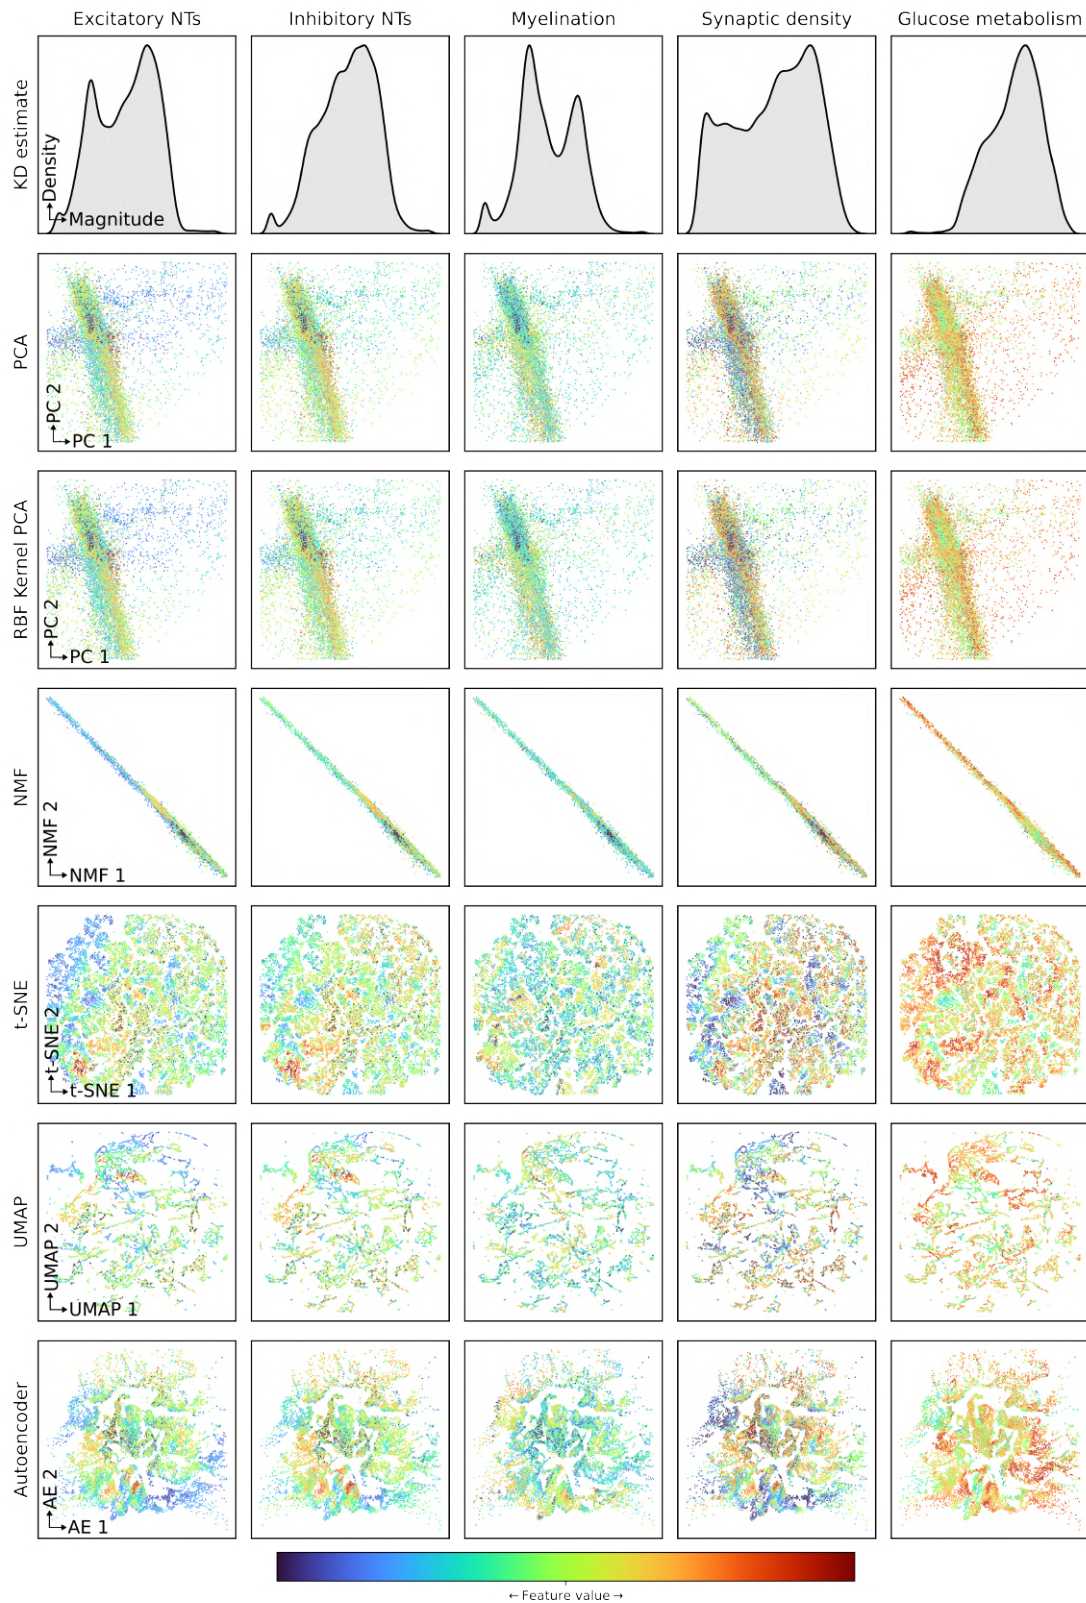 Excitatory NTs
Inhibitory NTs
Myelination
Synaptic density
Glucose metabolism
KD estimate
Density
Magnitude
PCA
PC 2
PC 1
RBF Kernel PCA
PC 2
PC 1
NMF
NMF 2
NMF 1
t-SNE
t-SNE 2
t-SNE 1
UMAP
UMAP 2
UMAP 1
Autoencoder
AE 2
AE 1
← Feature value →